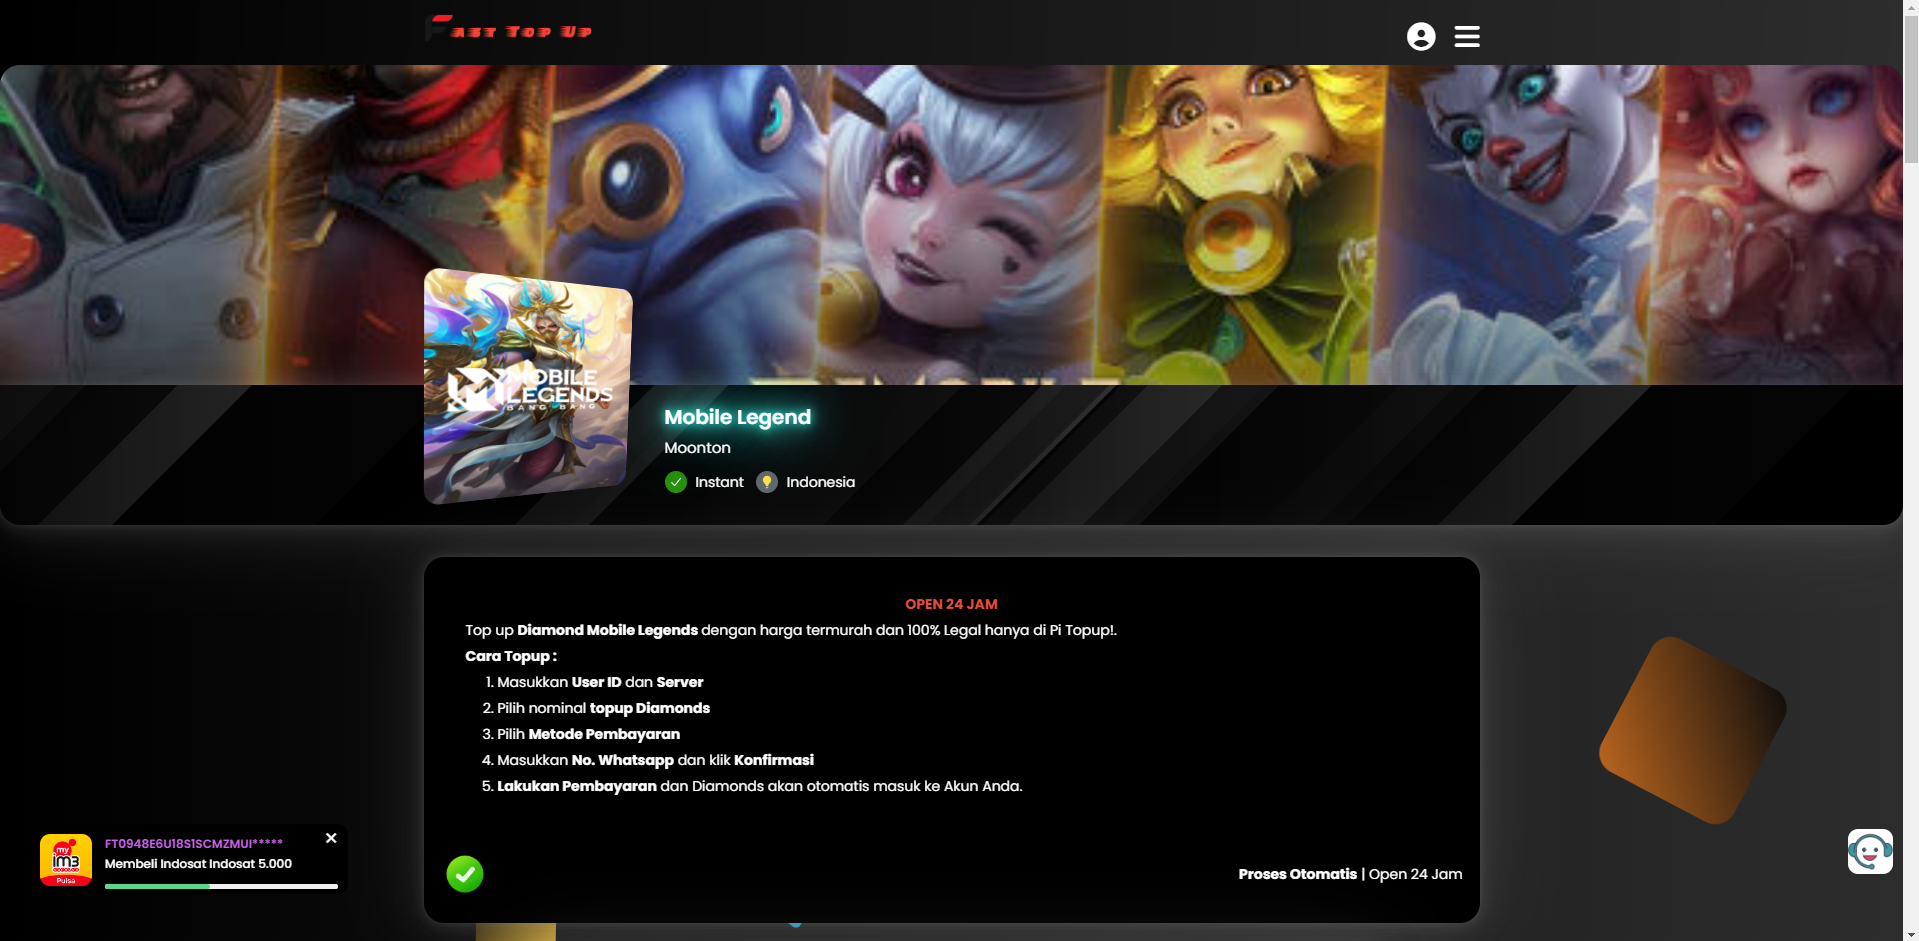 Fast Top Up
MOBILE
LEGENDS
BANG BANG
Mobile Legend
Moonton
Instant
Indonesia
OPEN 24 JAM
Top up Diamond Mobile Legends dengan harga termurah dan 100% Legal hanya di Pi Topup!.
Cara Topup :
1. Masukkan User ID dan Server
2. Pilih nominal topup Diamonds
3. Pilih Metode Pembayaran
4. Masukkan No. Whatsapp dan klik Konfirmasi
5. Lakukan Pembayaran dan Diamonds akan otomatis masuk ke Akun Anda.
Proses Otomatis | Open 24 Jam
my
im3
Pulsa
FT0948E6U18S1SCMZMUI*****
Membeli Indosat Indosat 5.000